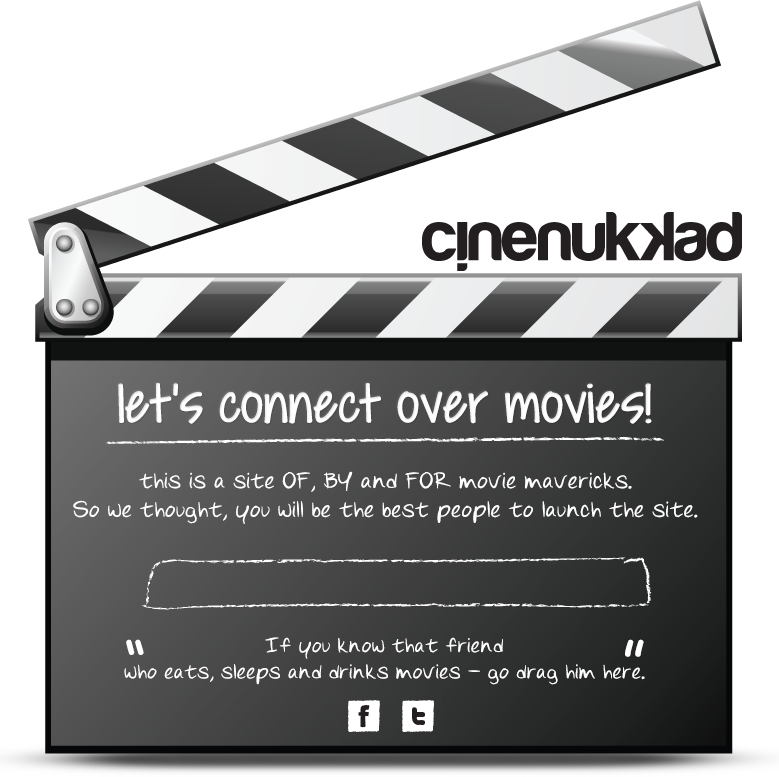 cinenukkad
let's connect over movies!
this is a site OF, BY and FOR movie mavericks.
So we thought, you will be the best people to launch the site.
" If you know that friend "
who eats, sleeps and drinks movies - go drag him here.
f t